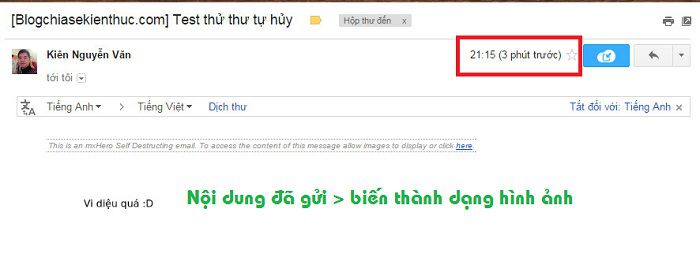 [Blogchiasekienthuc.com] Test thử thư tự hủy Hộp thư đến x
Kiên Nguyễn Văn 21:15 (3 phút trước)
tới tôi
Tiếng Anh > Tiếng Việt Dịch thư Tắt đối với: Tiếng Anh x
This is an mxHero Self Destructing email. To access the content of this message allow images to display or click here.
Vi diệu quá :D Nội dung đã gửi > biến thành dạng hình ảnh